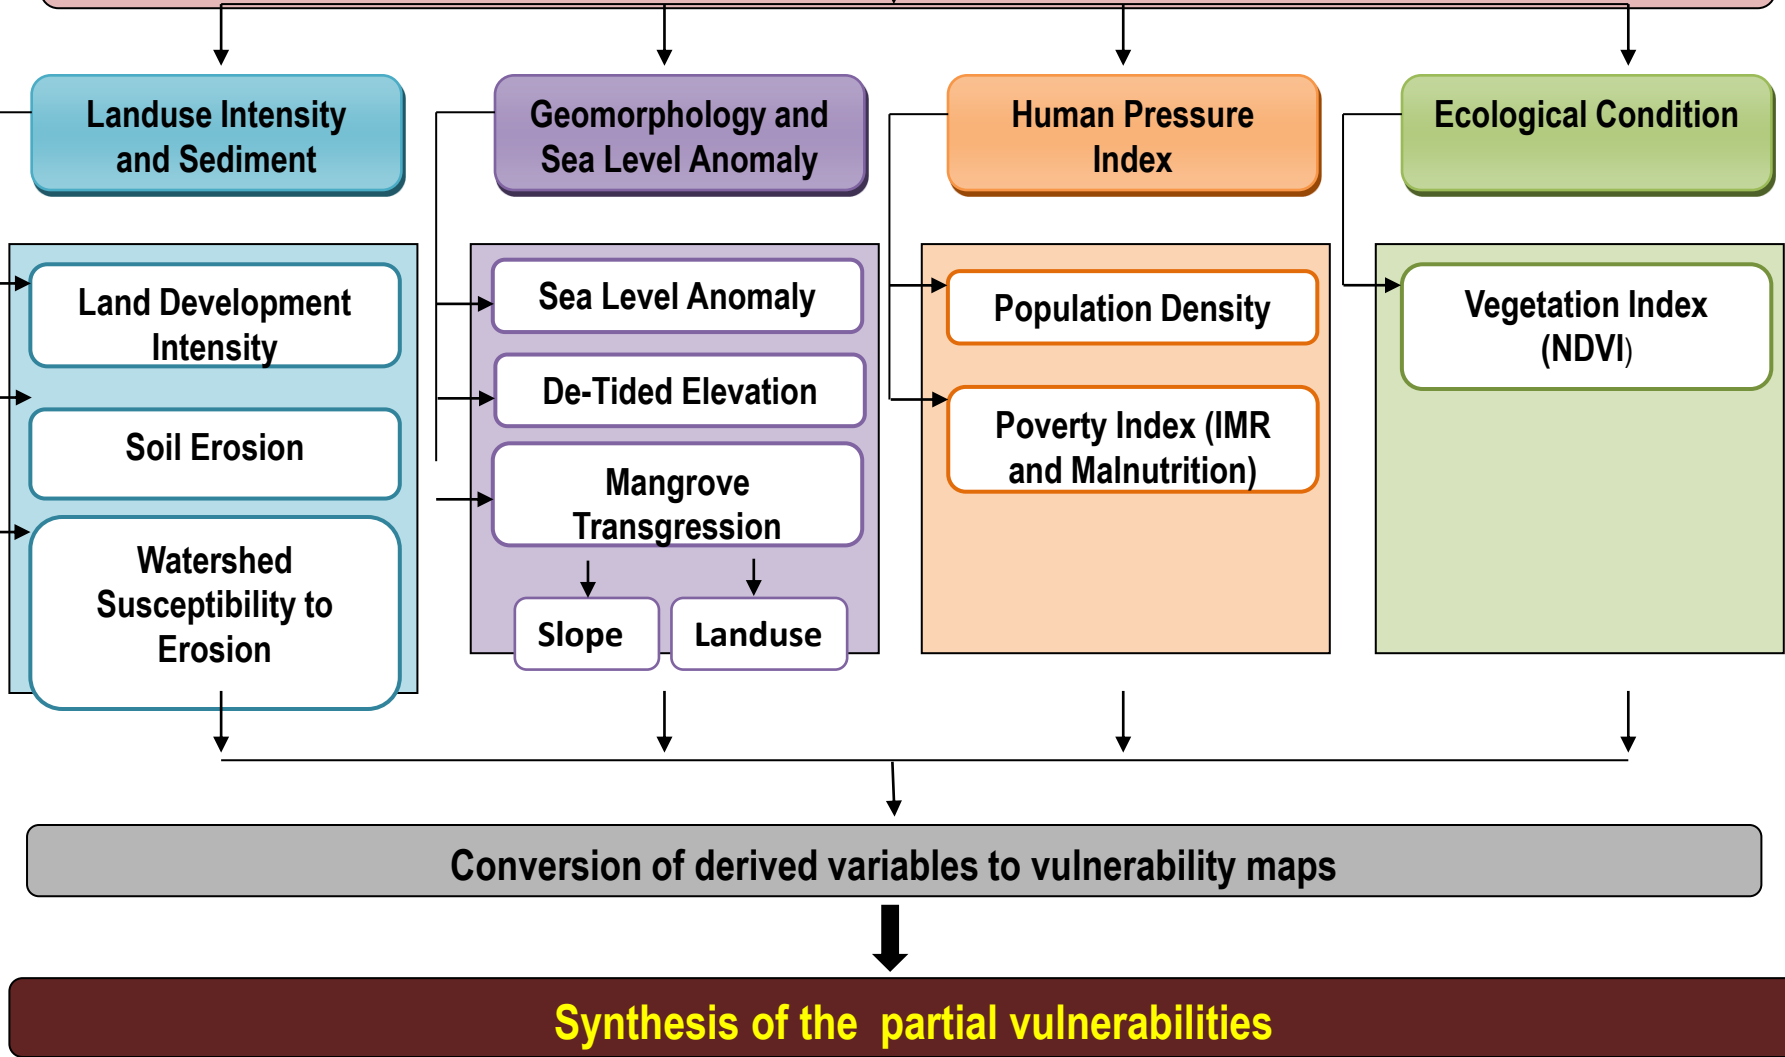 Landuse Intensity
and Sediment
Geomorphology and
Sea Level Anomaly
Human Pressure
Index
Ecological Condition
Land Development
Intensity
Soil Erosion
Watershed
Susceptibility to
Erosion
Sea Level Anomaly
De-Tided Elevation
Mangrove
Transgression
Slope
Landuse
Population Density
Poverty Index (IMR
and Malnutrition)
Vegetation Index
(NDVI)
Conversion of derived variables to vulnerability maps
Synthesis of the  partial vulnerabilities